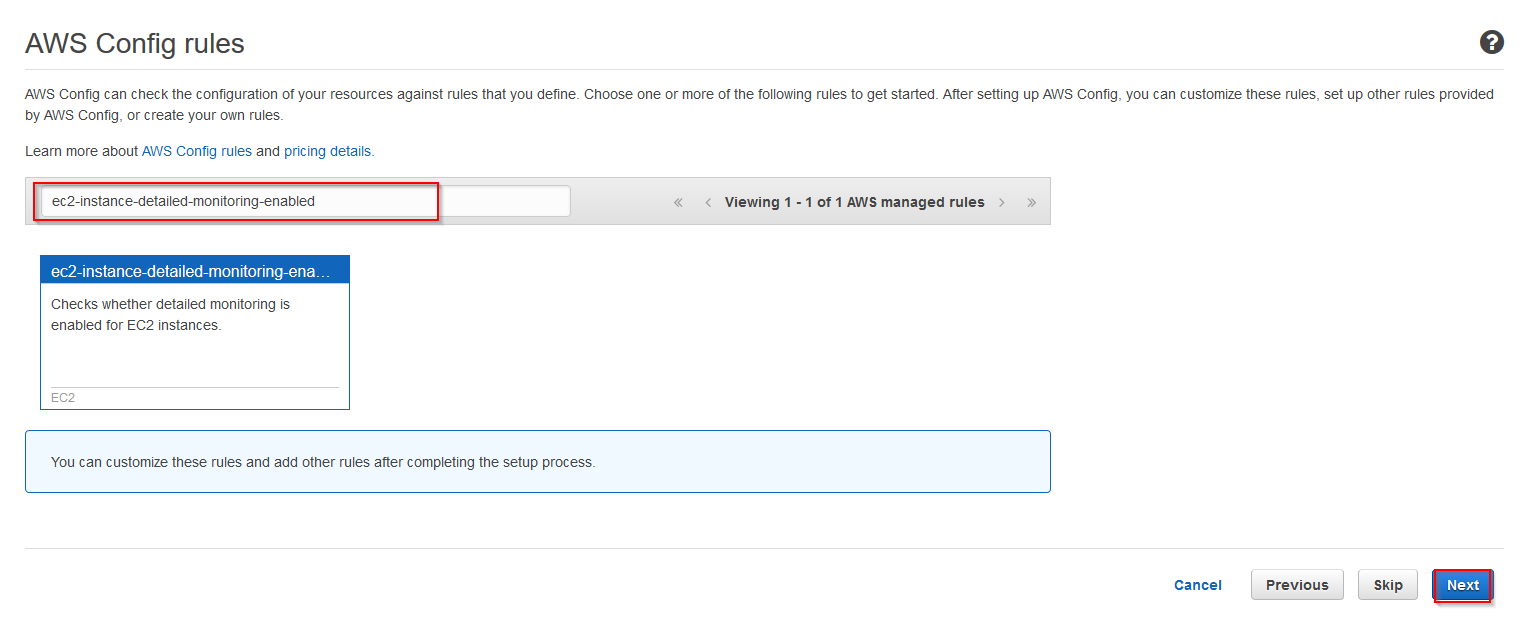 AWS Config rules
?
AWS Config can check the configuration of your resources against rules that you define. Choose one or more of the following rules to get started. After setting up AWS Config, you can customize these rules, set up other rules provided
by AWS Config, or create your own rules.
Learn more about AWS Config rules and pricing details.
ec2-instance-detailed-monitoring-enabled
« ‹ Viewing 1 - 1 of 1 AWS managed rules › »
ec2-instance-detailed-monitoring-ena...
Checks whether detailed monitoring is
enabled for EC2 instances.
EC2
You can customize these rules and add other rules after completing the setup process.
Cancel Previous Skip Next